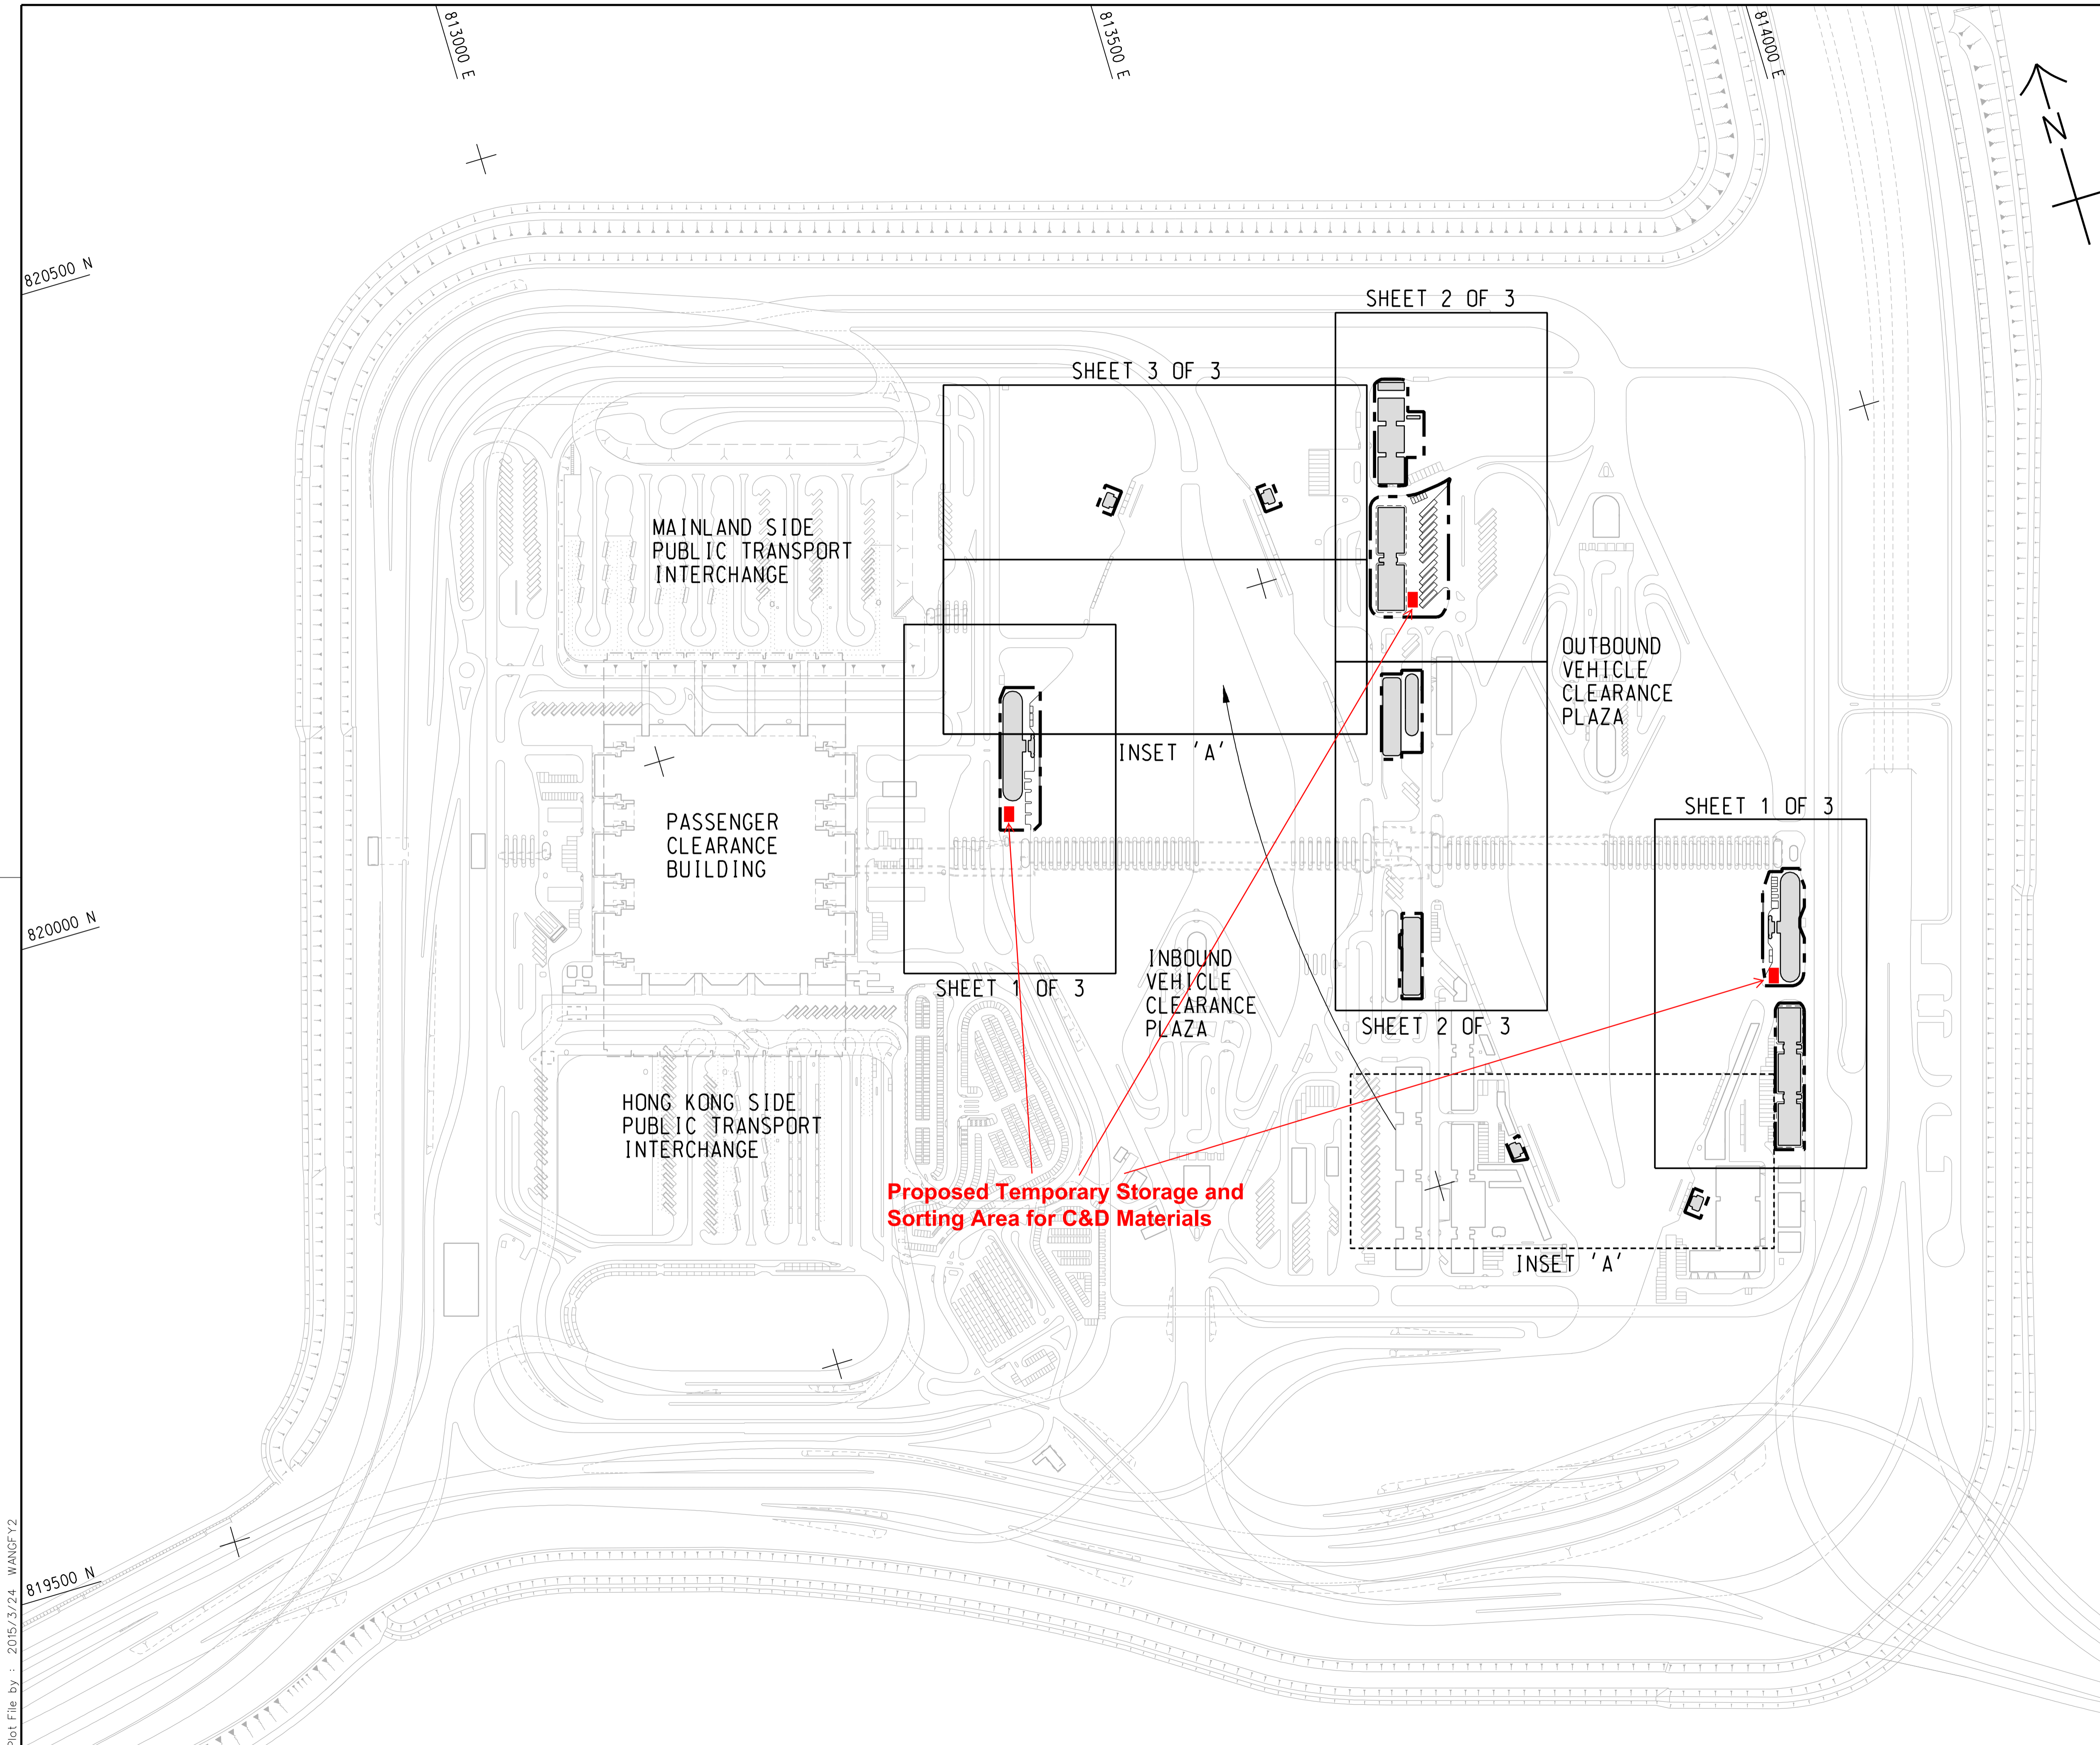 813000 E
813500 E
814000 E
N
820500 N
SHEET 2 OF 3
SHEET 3 OF 3
MAINLAND SIDE
PUBLIC TRANSPORT
INTERCHANGE
OUTBOUND
VEHICLE
CLEARANCE
PLAZA
INSET 'A'
SHEET 1 OF 3
PASSENGER
CLEARANCE
BUILDING
820000 N
INBOUND
VEHICLE
CLEARANCE
PLAZA
SHEET 1 OF 3
SHEET 2 OF 3
HONG KONG SIDE
PUBLIC TRANSPORT
INTERCHANGE
Proposed Temporary Storage and
Sorting Area for C&D Materials
INSET 'A'
819500 N
Plot File by : 2015/3/24 WANGFY2